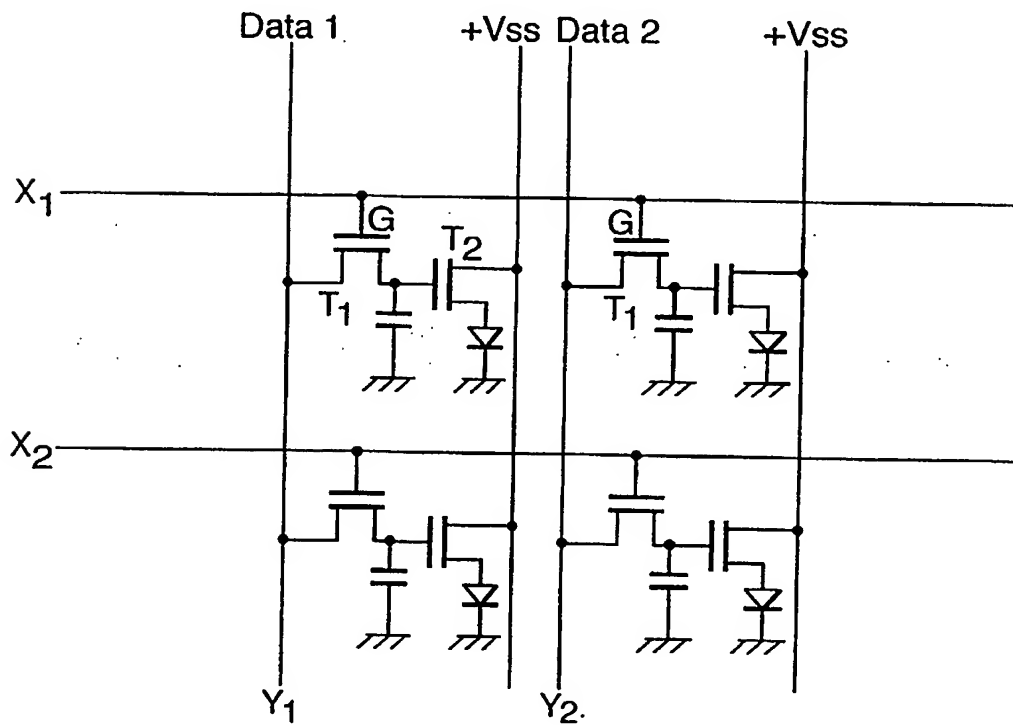 Data 1 +Vss Data 2 +Vss
X1
G G
T2
T1 T1
X2
Y1 Y2.